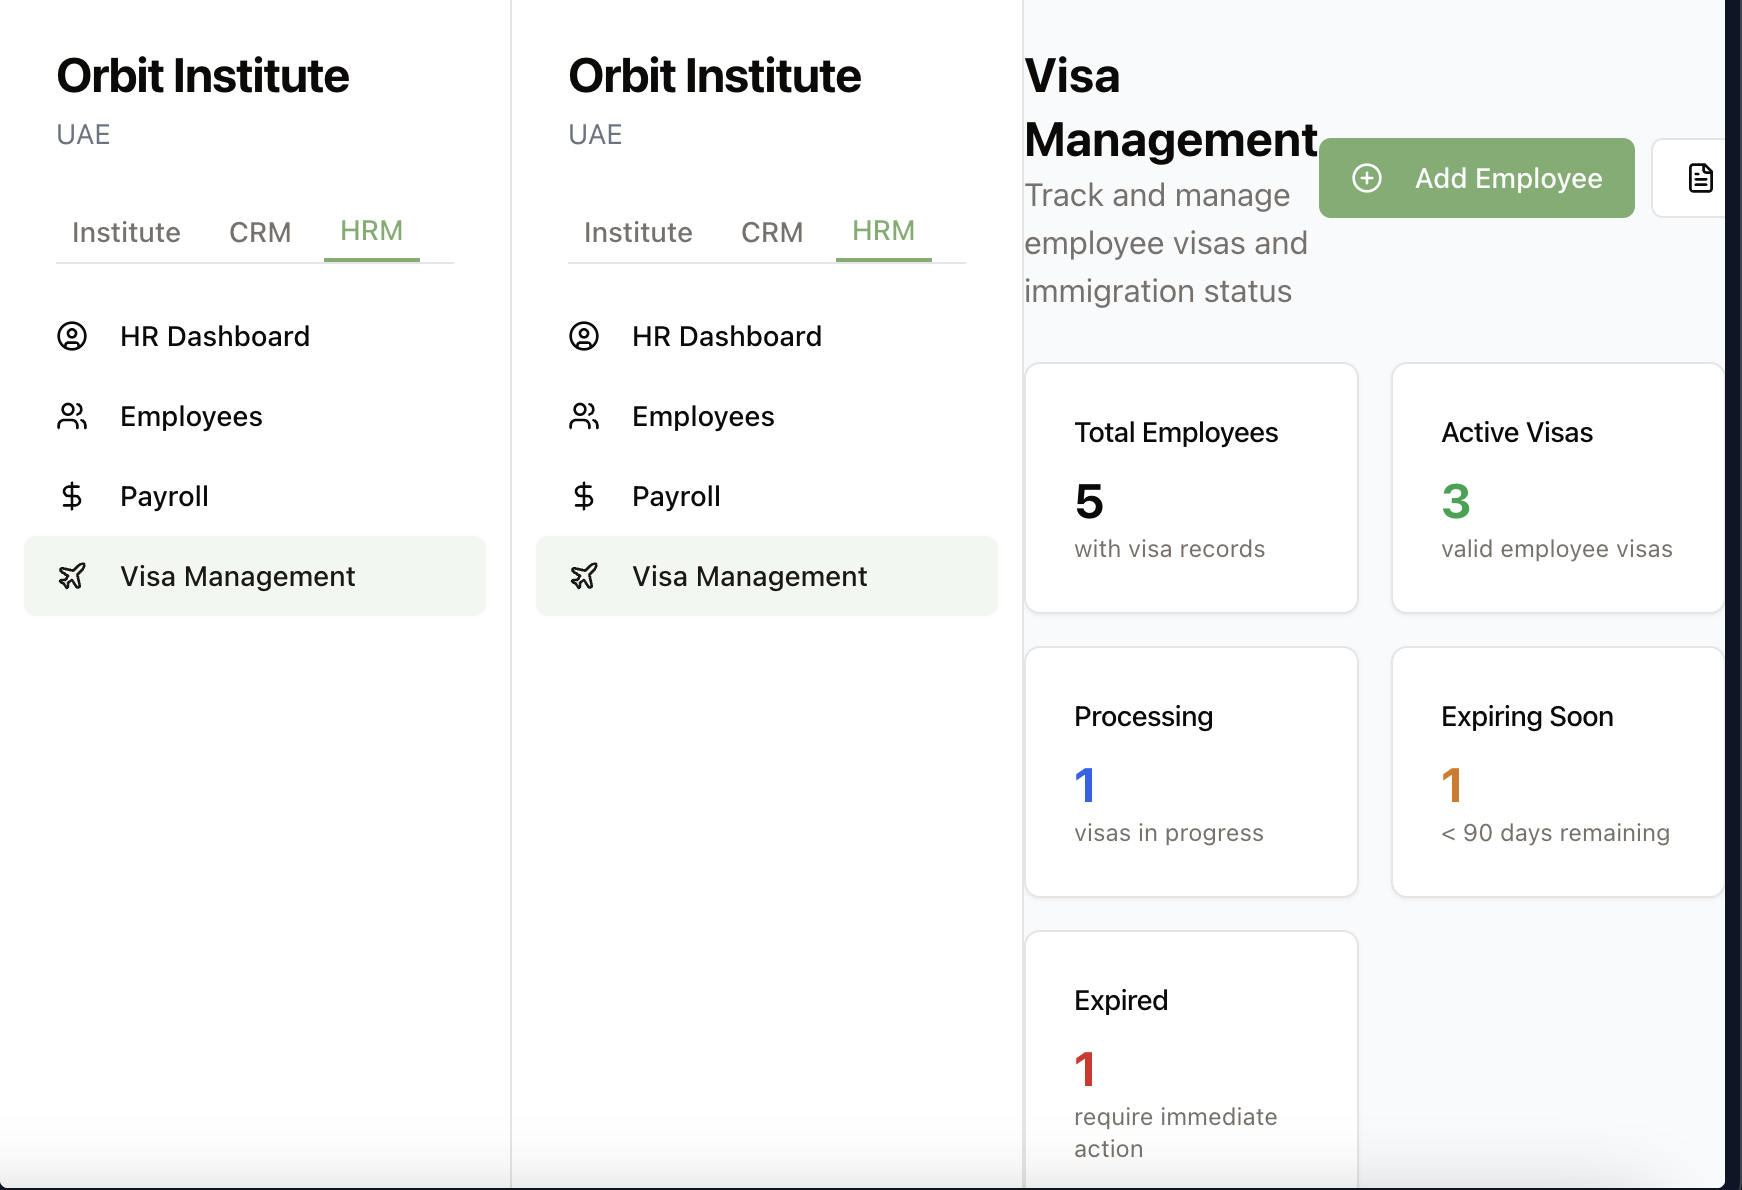 Orbit Institute
UAE
Institute CRM HRM
HR Dashboard
Employees
Payroll
Visa Management
Orbit Institute
UAE
Institute CRM HRM
HR Dashboard
Employees
Payroll
Visa Management
Visa
Management
Track and manage
employee visas and
immigration status
Add Employee
Total Employees
5
with visa records
Active Visas
3
valid employee visas
Processing
1
visas in progress
Expiring Soon
1
< 90 days remaining
Expired
1
require immediate
action